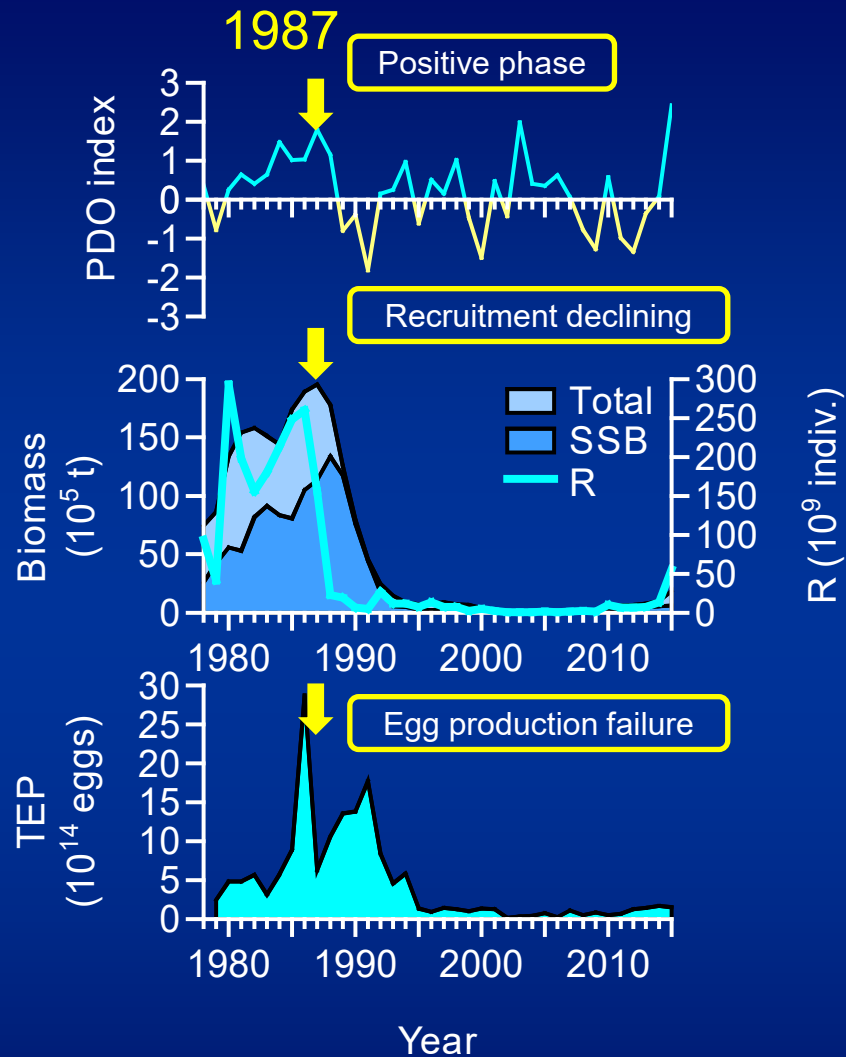 1987
Positive phase
PDO index
3
2
1
0
-1
-2
-3
Recruitment declining
Biomass
(10⁵ t)
200
150
100
50
0
Total
SSB
R
300
250
200
150
100
50
0
R (10⁹ indiv.)
1980 1990 2000 2010
Egg production failure
TEP
(10¹⁴ eggs)
30
25
20
15
10
5
0
1980 1990 2000 2010
Year